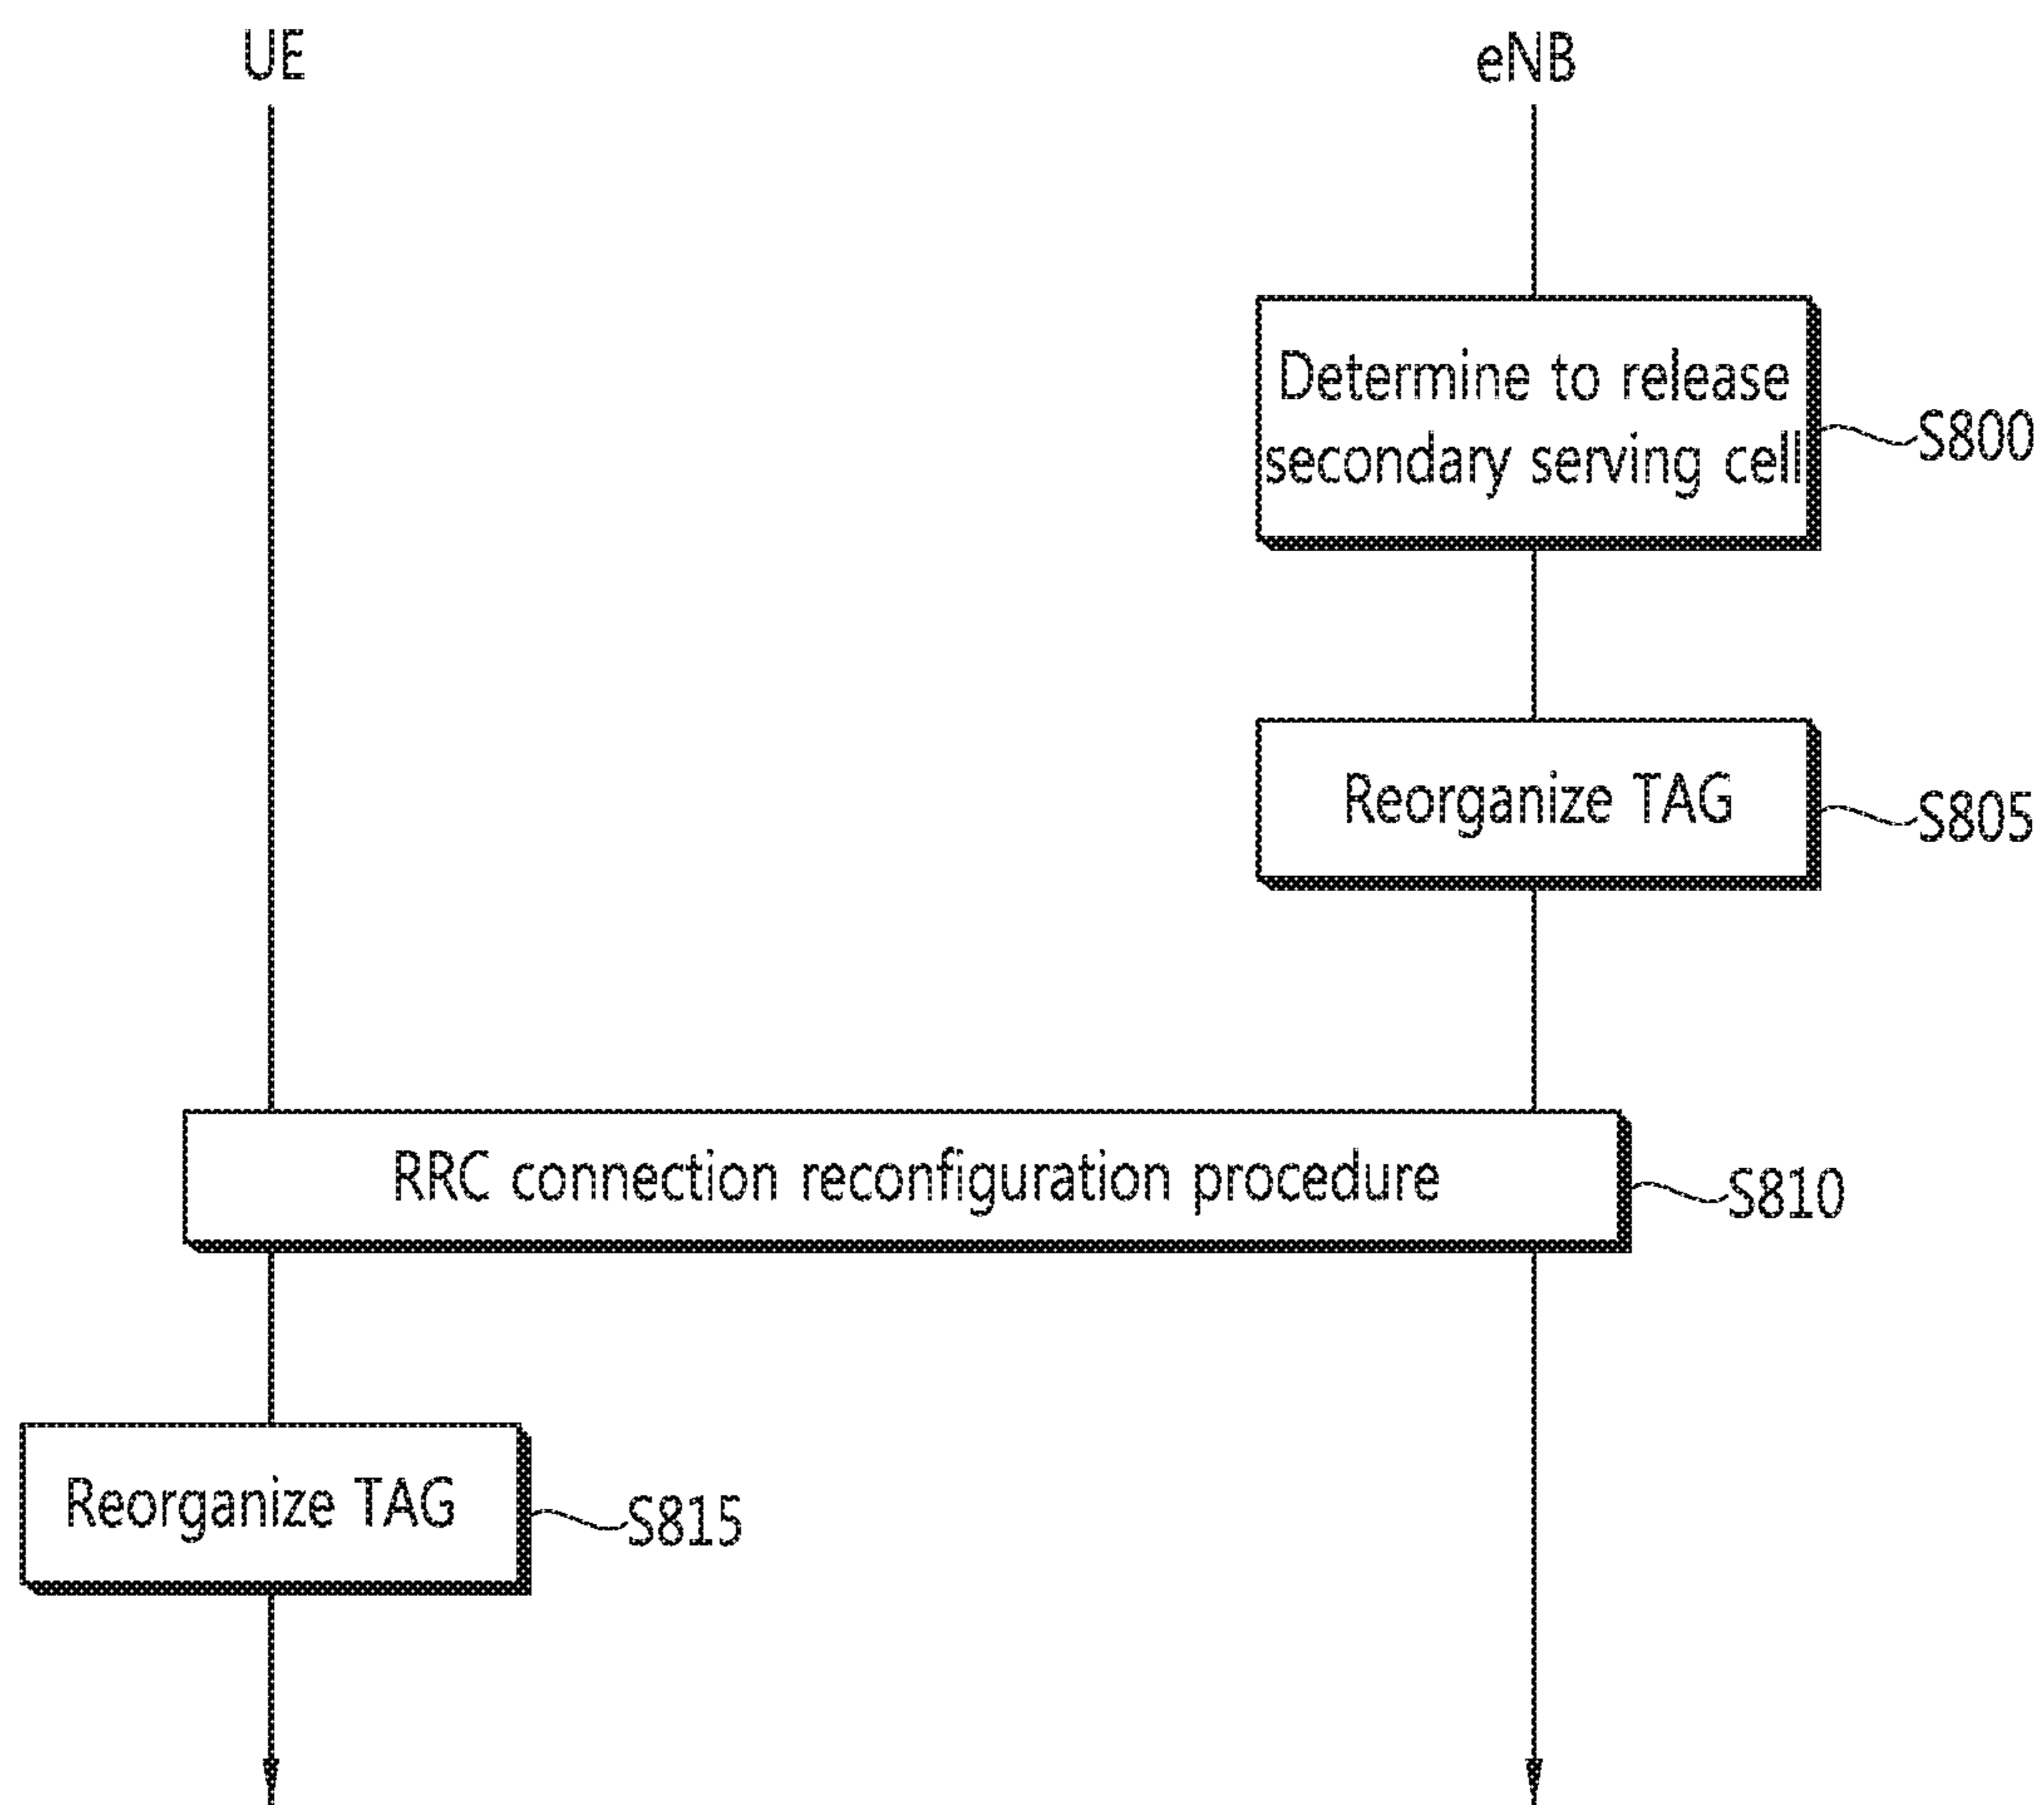 UE
eNB
Determine to release
secondary serving cell
S800
Reorganize TAG
S805
RRC connection reconfiguration procedure
S810
Reorganize TAG
S815